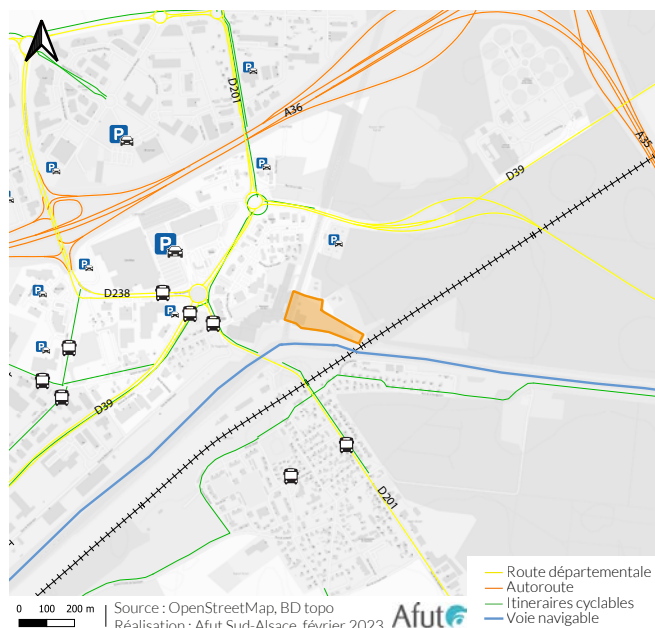 D201
A36
A35
D39
P
P
P
P
P
P
P
P
P
P
D238
D39
D201
Route départementale
Autoroute
Itineraires cyclables
Voie navigable
0 100 200 m
Source : OpenStreetMap, BD topo
Réalisation : Afut Sud-Alsace, février 2023
Afut